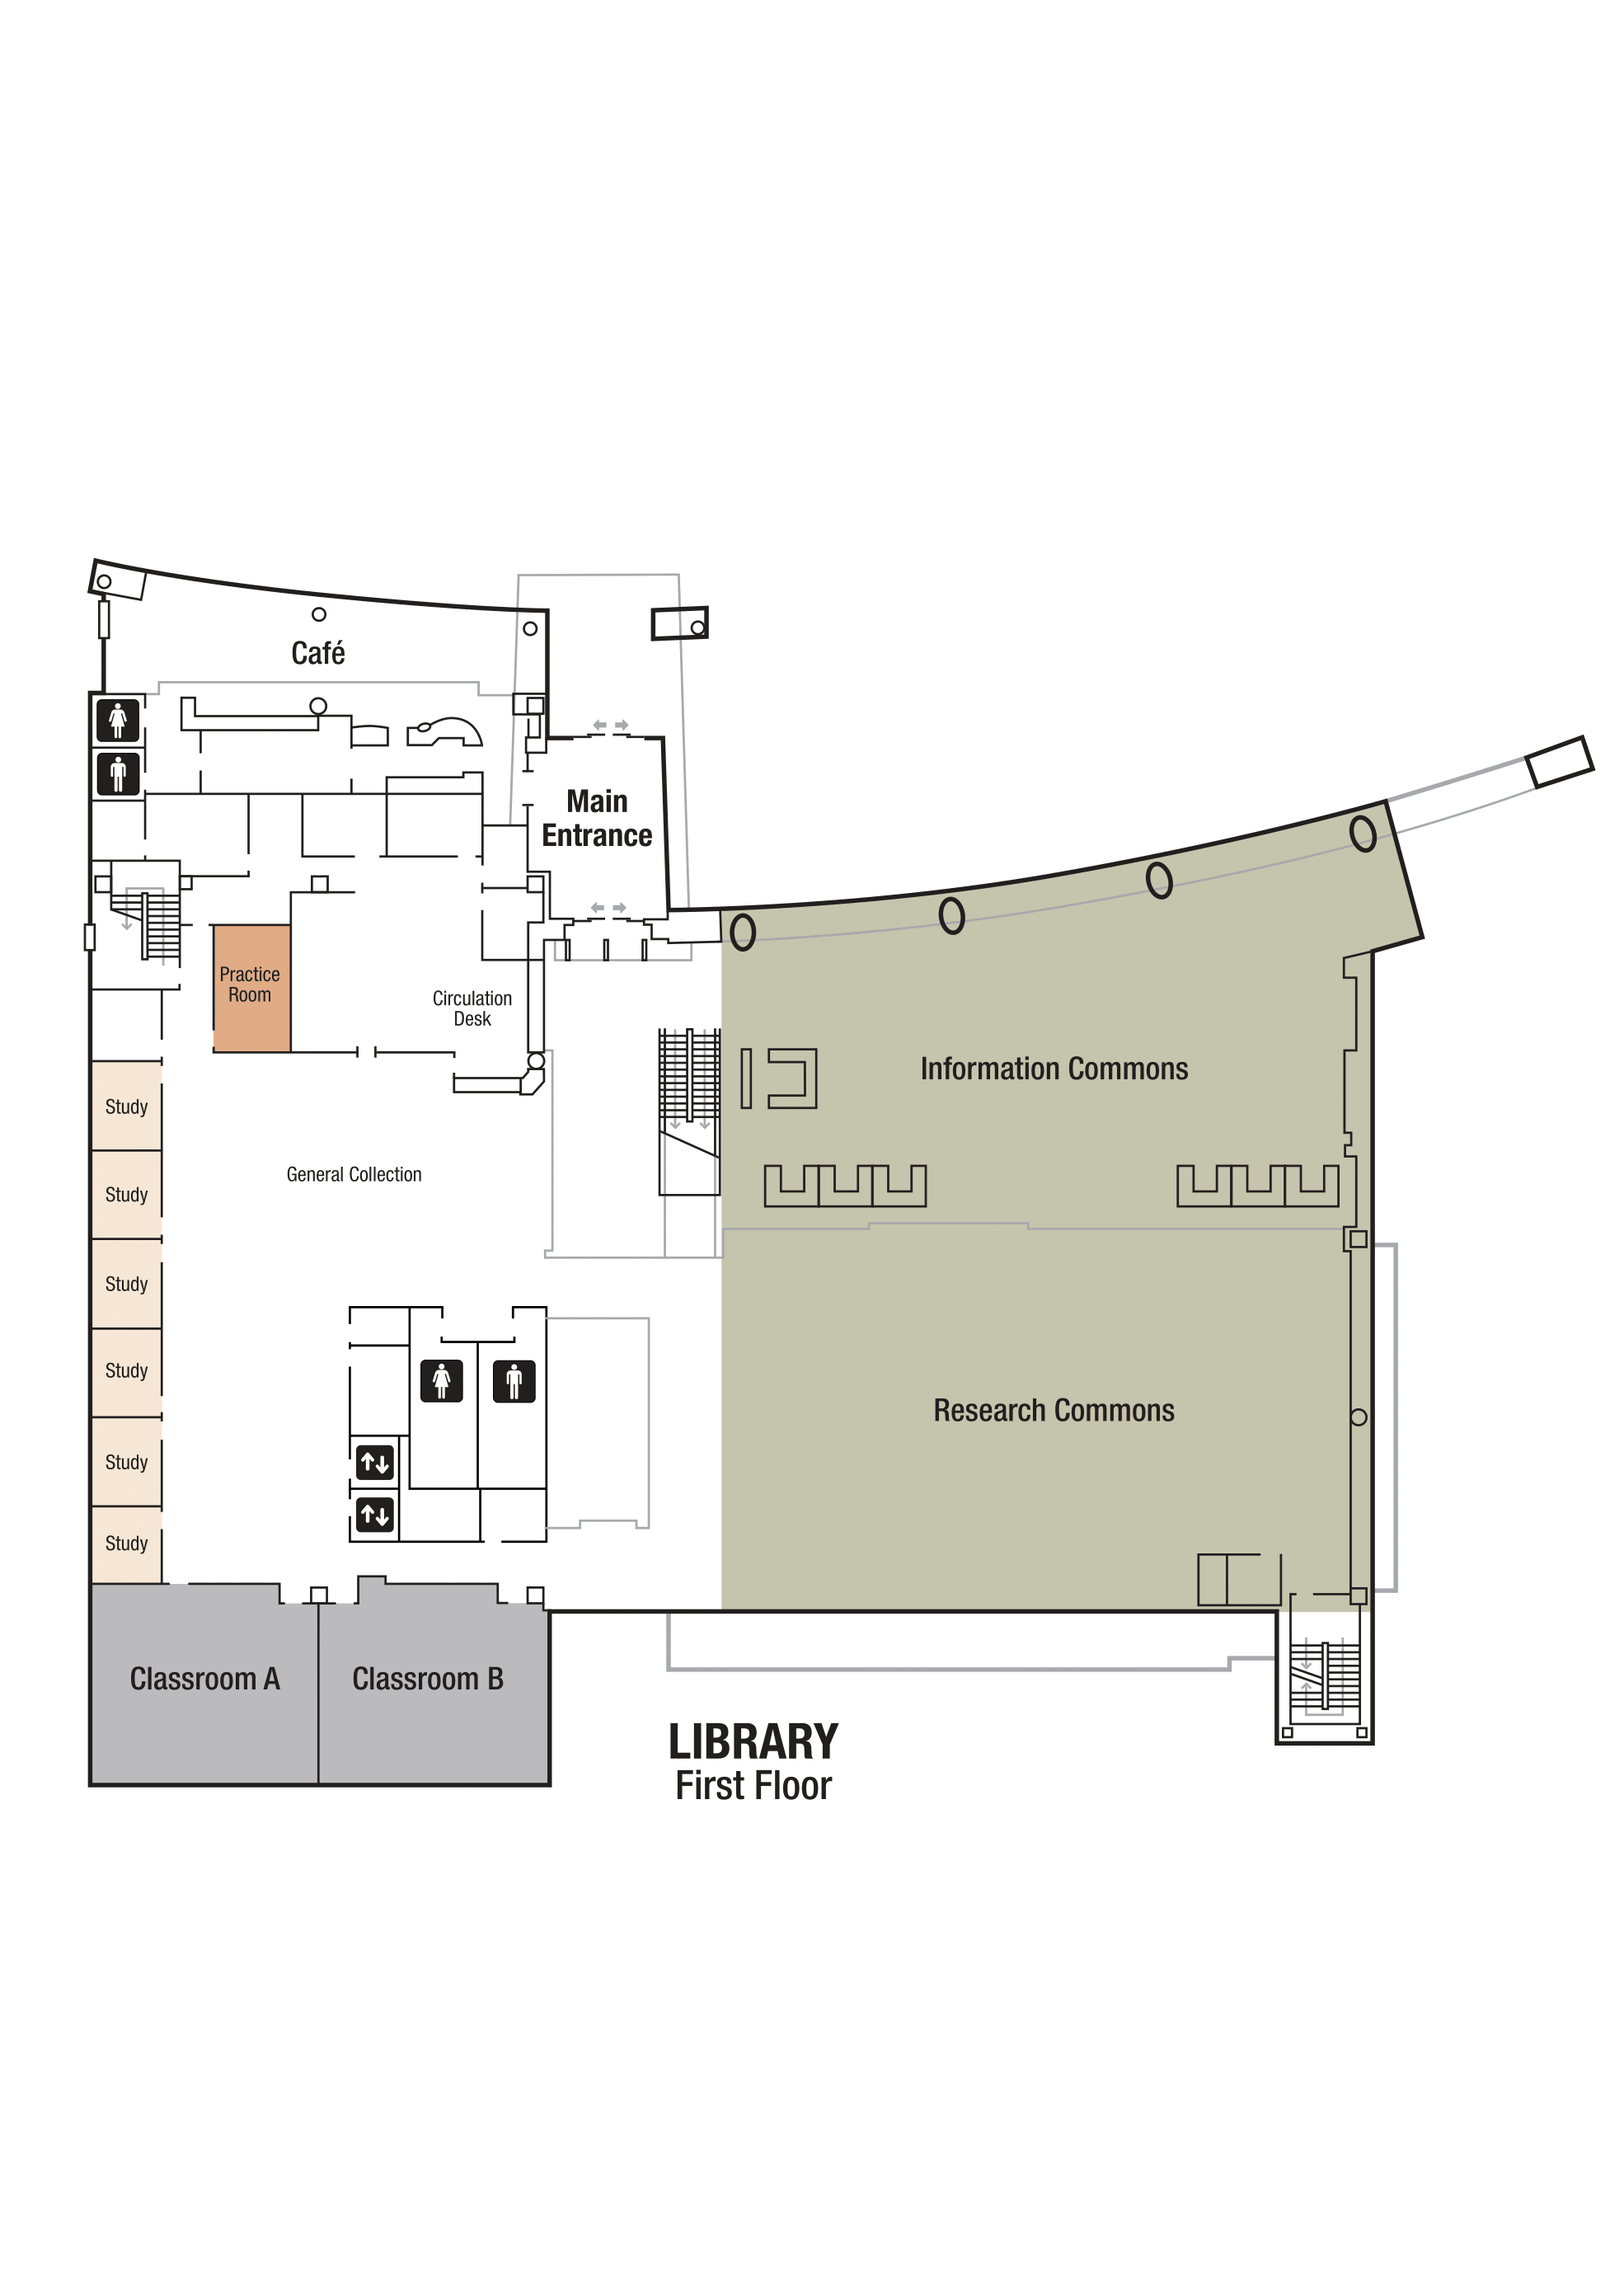 Café
Main
Entrance
Practice
Room
Circulation
Desk
Information Commons
Study
General Collection
Study
Study
Study
Research Commons
Study
Study
Classroom A
Classroom B
LIBRARY
First Floor